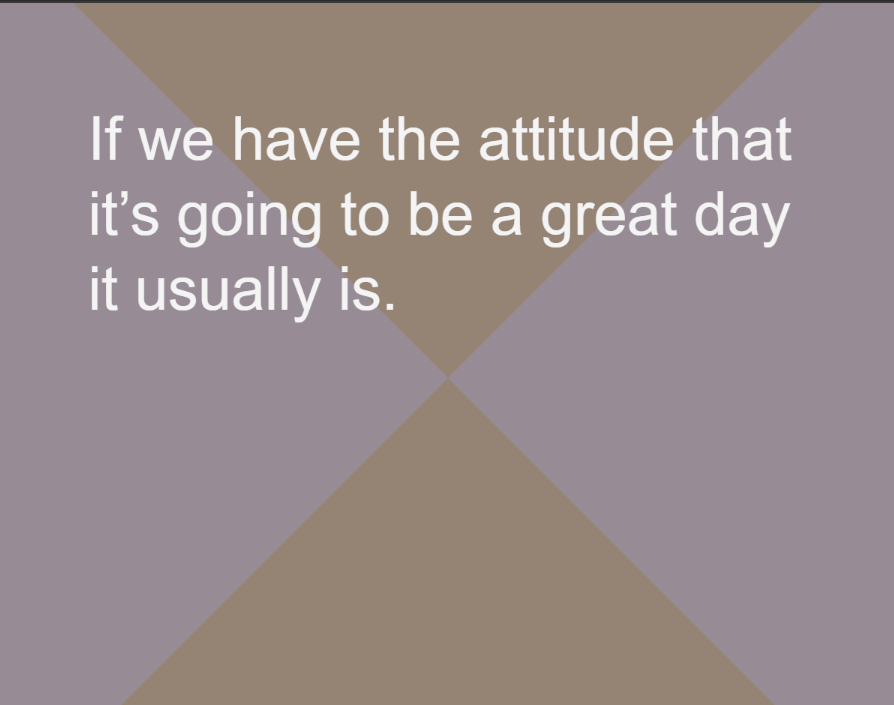 If we have the attitude that
it’s going to be a great day
it usually is.